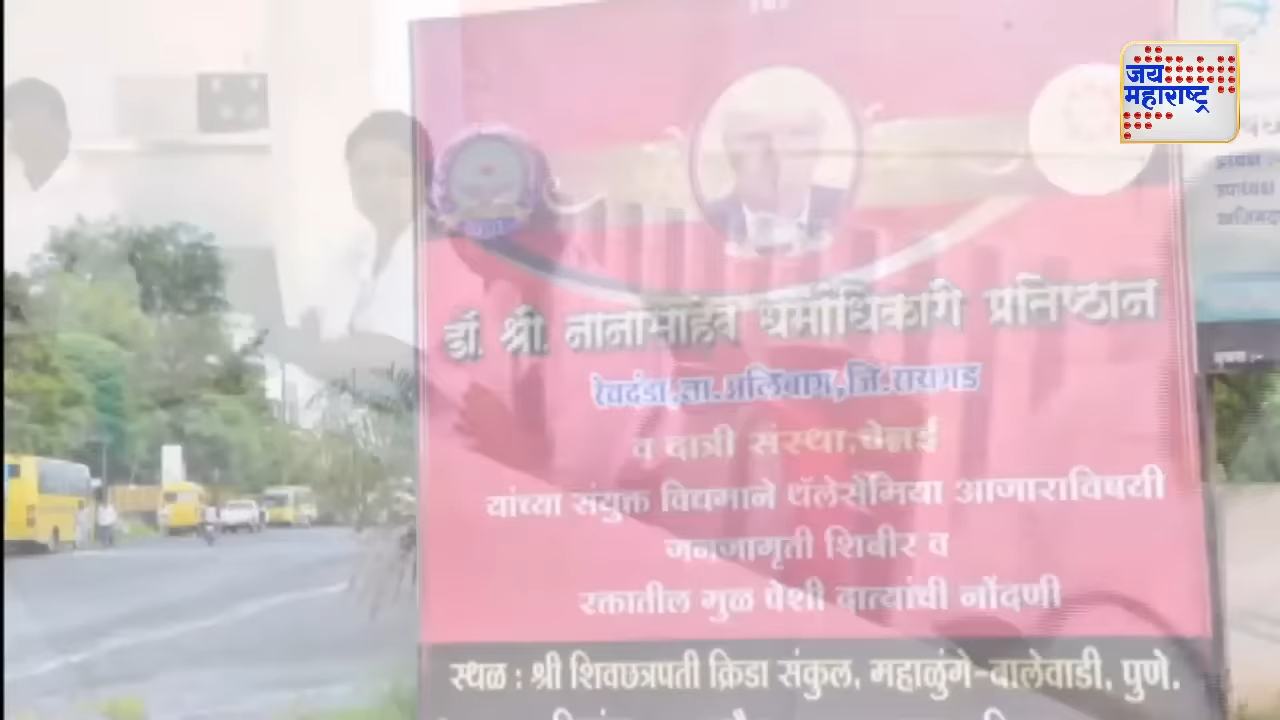 जय
महाराष्ट्र
डॉ. श्री. नानासाहेब धर्माधिकारी प्रतिष्ठान
रेवदंडा.ता.अलिबाग,जि.रायगड
व दात्री संस्था,चेन्नई
यांच्या संयुक्त विद्यमाने थॅलेसेमिया आजाराविषयी
जनजागृती शिबीर व
रक्तातील मुळ पेशी दात्यांची नोंदणी
स्थळ : श्री शिवछत्रपती क्रिडा संकुल, महाळुंगे-बालेवाडी, पुणे.